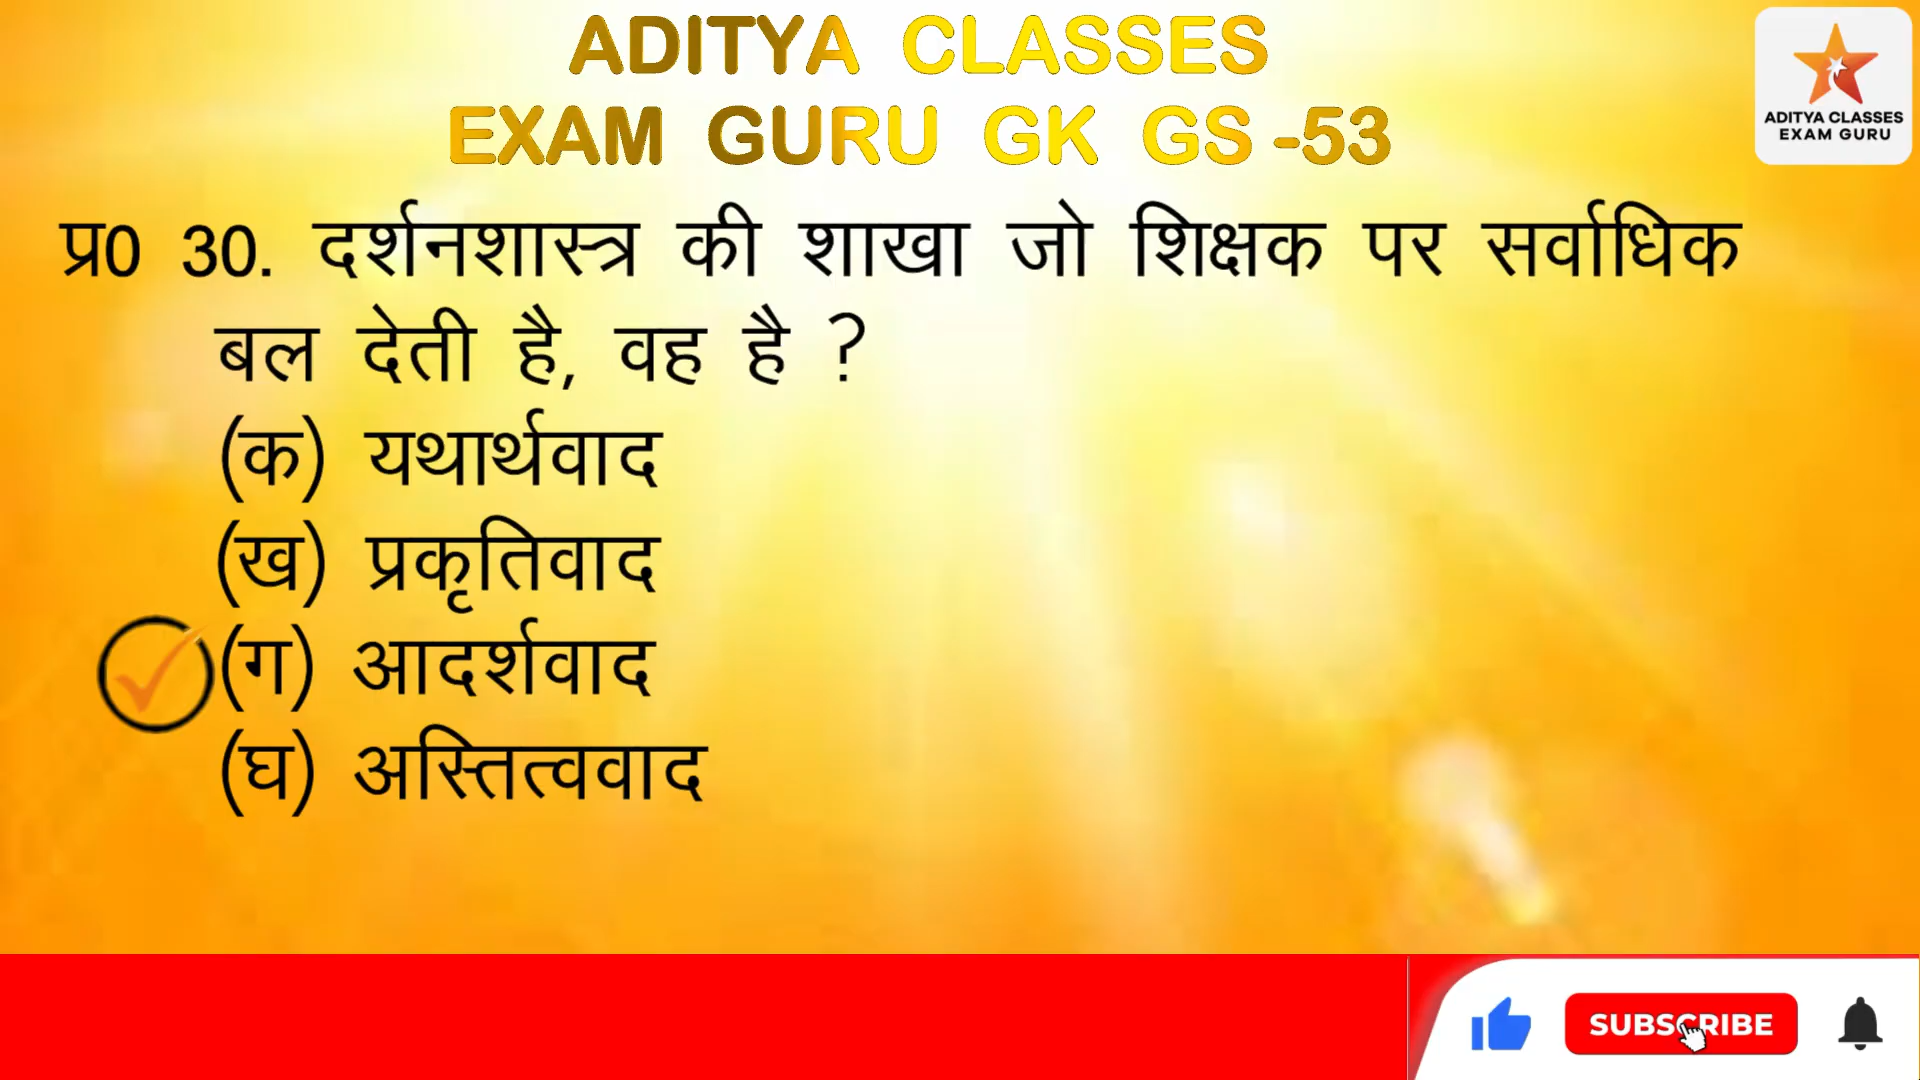 ADITYA CLASSES
EXAM GURU GK GS -53
ADITYA CLASSES
EXAM GURU
प्र0 30. दर्शनशास्त्र की शाखा जो शिक्षक पर सर्वाधिक
बल देती है, वह है ?
(क) यथार्थवाद
(ख) प्रकृतिवाद
(ग) आदर्शवाद
(घ) अस्तित्ववाद
SUBSCRIBE